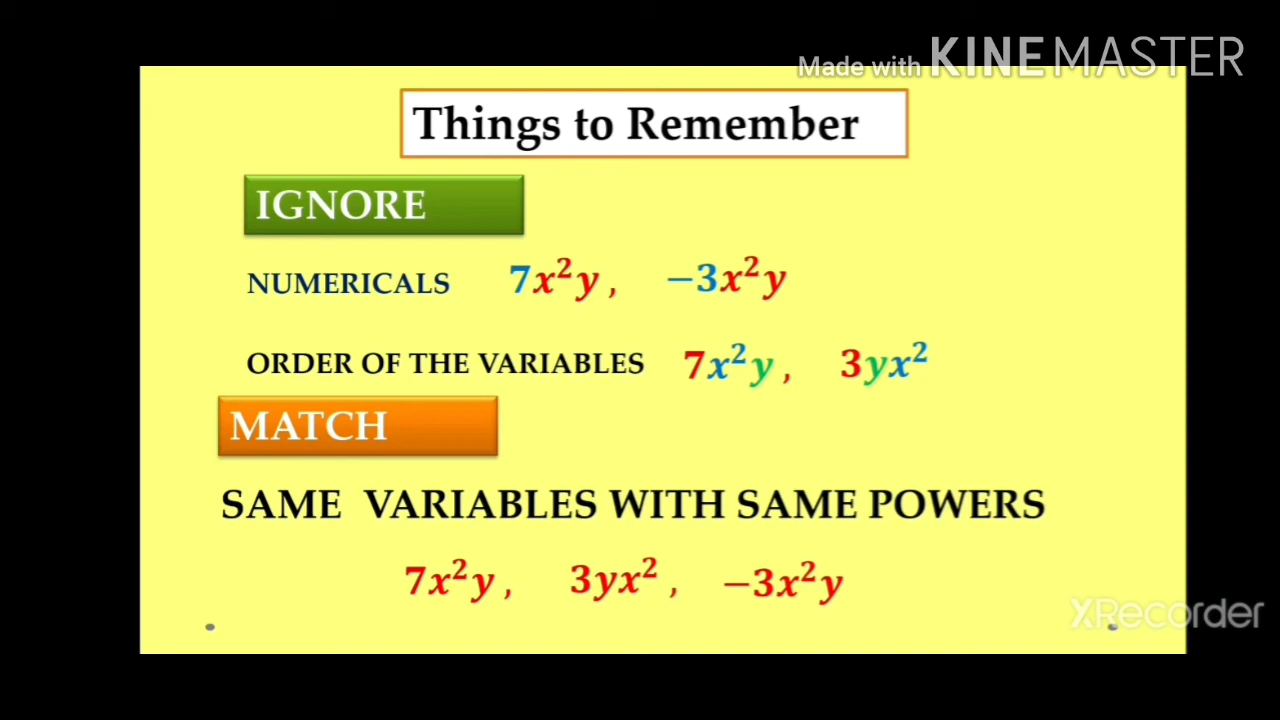 Made with KINEMASTER
Things to Remember
IGNORE
NUMERICALS 7x²y , −3x²y
ORDER OF THE VARIABLES 7x²y , 3yx²
MATCH
SAME VARIABLES WITH SAME POWERS
7x²y , 3yx² , −3x²y
XRecorder